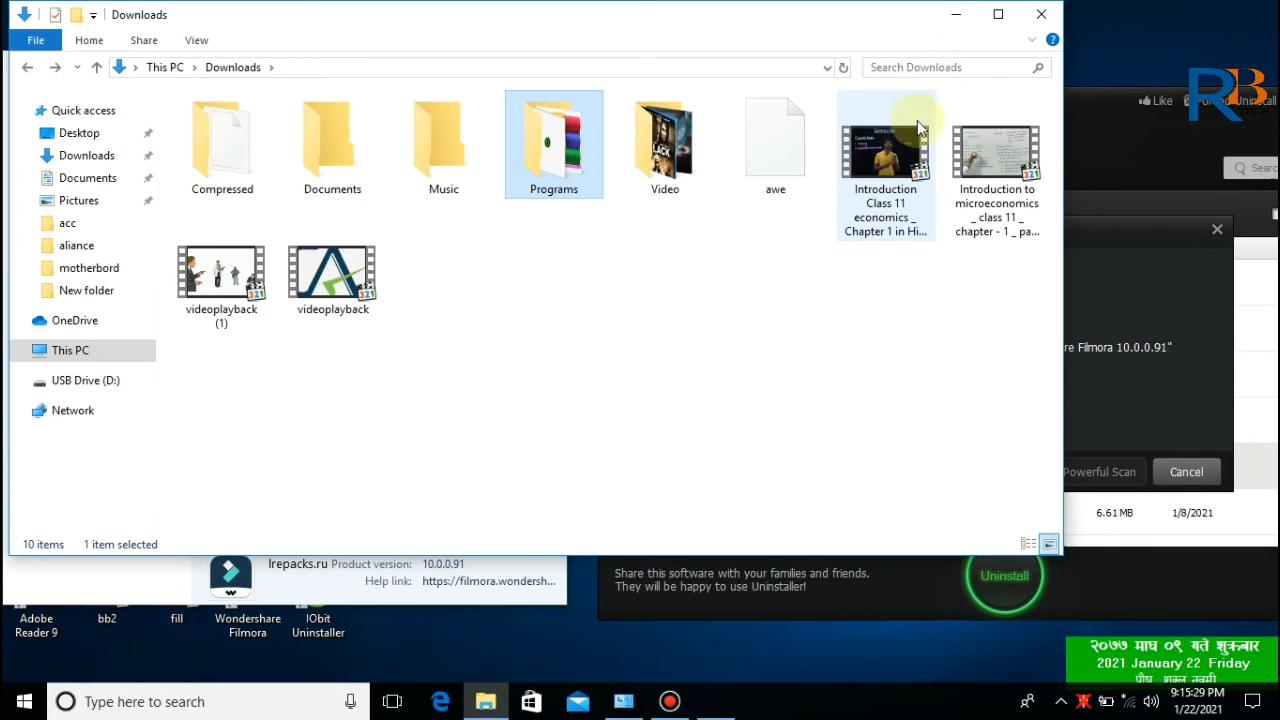 Downloads
File
Home
Share
View
This PC
Downloads
Search Downloads
Quick access
Desktop
Downloads
Documents
Pictures
acc
aliance
motherbord
New folder
OneDrive
This PC
USB Drive (D:)
Network
Compressed
Documents
Music
Programs
Video
awe
Introduction
Class 11
economics _
Chapter 1 in Hi...
Introduction to
microeconomics
_ class 11 _
chapter - 1 _ pa...
videoplayback
(1)
videoplayback
10 items
1 item selected
RB
Like
Uninstall
Searc
re Filmora 10.0.0.91"
Powerful Scan
Cancel
6.61 MB
1/8/2021
lrepacks.ru Product version: 10.0.0.91
Help link: https://filmora.wondersh...
Share this software with your families and friends.
They will be happy to use Uninstaller!
Uninstall
Adobe
Reader 9
bb2
fill
Wondershare
Filmora
IObit
Uninstaller
२०७७ माघ ०९ गते शुक्रबार
2021 January 22 Friday
पौष शुक्ल नवमी
Type here to search
9:15:29 PM
1/22/2021